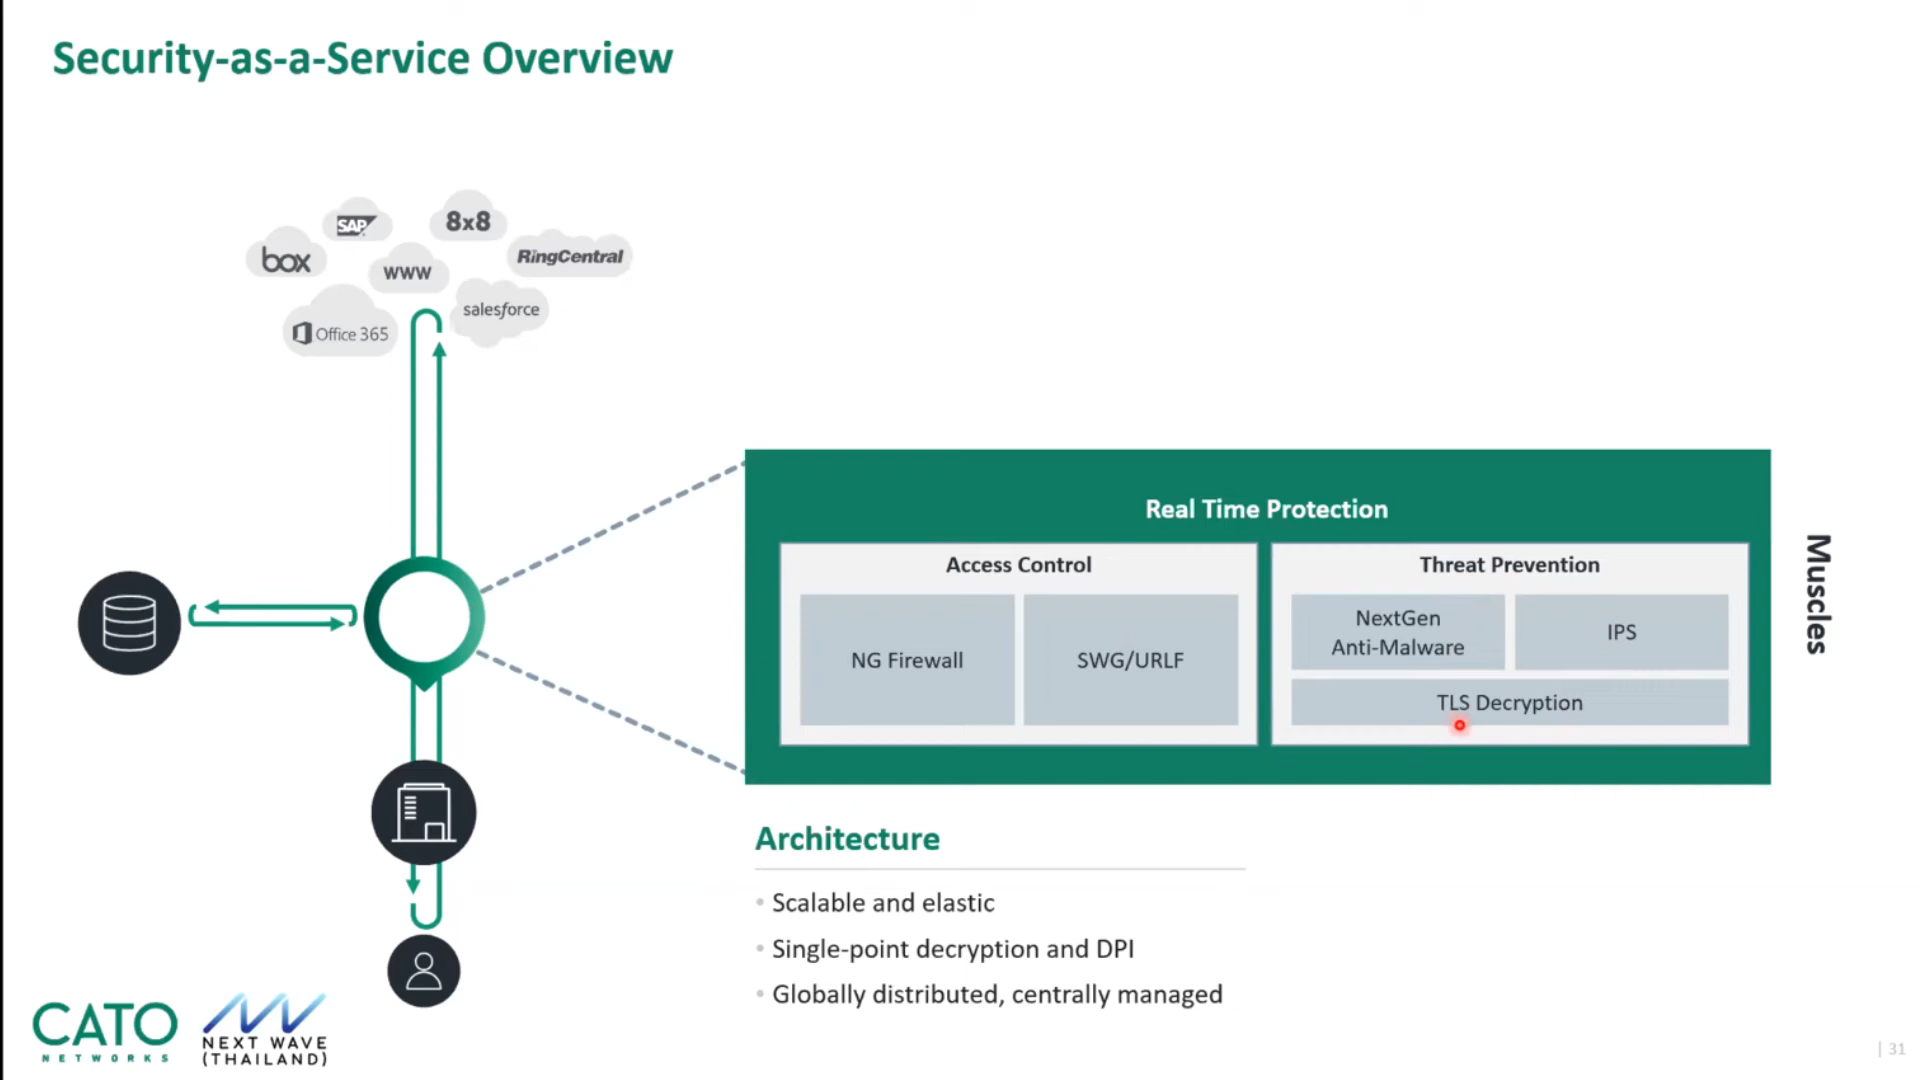 Security-as-a-Service Overview
SAP
8x8
box
www
RingCentral
salesforce
Office 365
Real Time Protection
Access Control
NG Firewall
SWG/URLF
Threat Prevention
NextGen
Anti-Malware
IPS
TLS Decryption
Muscles
Architecture
• Scalable and elastic
• Single-point decryption and DPI
• Globally distributed, centrally managed
CATO
NETWORKS
NEXT WAVE
(THAILAND)
| 31